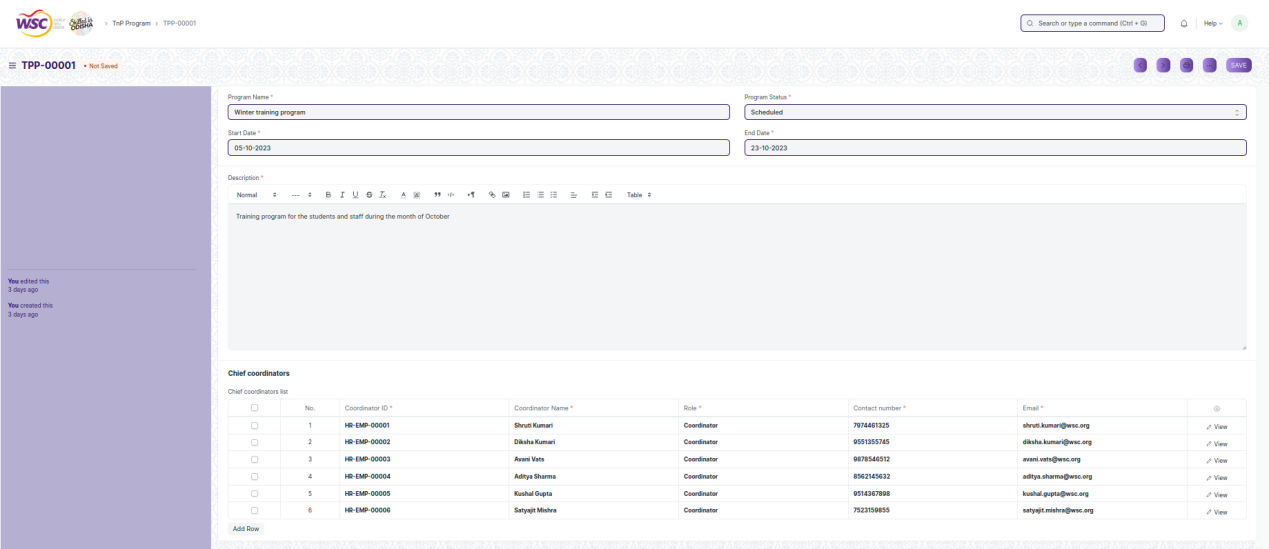 WSC Skilled in ODISHA › TnP Program › TPP-00001 Search or type a command (Ctrl + G) Help A
TPP-00001 • Not Saved SAVE
Program Name * Program Status *
Winter training program Scheduled
Start Date * End Date *
05-10-2023 23-10-2023
Description *
Normal --- B I U S Tx A Table
Training program for the students and staff during the month of October
You edited this
3 days ago
You created this
3 days ago
Chief coordinators
Chief coordinators list
No. Coordinator ID * Coordinator Name * Role * Contact number * Email *
1 HR-EMP-00001 Shruti Kumari Coordinator 7974461325 shruti.kumari@wsc.org View
2 HR-EMP-00002 Diksha Kumari Coordinator 9551355745 diksha.kumari@wsc.org View
3 HR-EMP-00003 Avani Vats Coordinator 9878546512 avani.vats@wsc.org View
4 HR-EMP-00004 Aditya Sharma Coordinator 8562145632 aditya.sharma@wsc.org View
5 HR-EMP-00005 Kushal Gupta Coordinator 9514367898 kushal.gupta@wsc.org View
6 HR-EMP-00006 Satyajit Mishra Coordinator 7523159855 satyajit.mishra@wsc.org View
Add Row